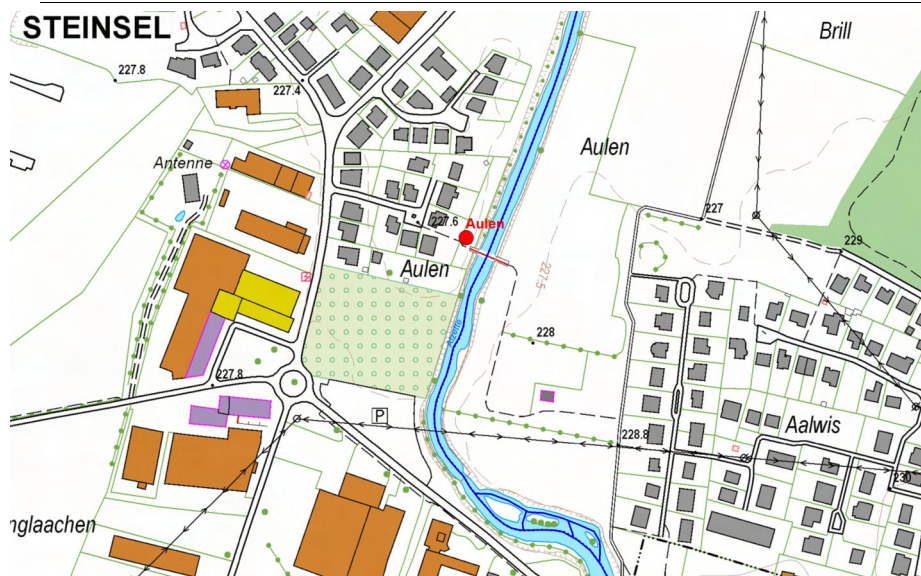 STEINSEL
Brill
227.8
227.4
Aulen
Antenne
227
227.6
Aulen
229
Aulen
227.5
Alzette
228
227.8
P
Aalwis
228.8
230
nglaachen